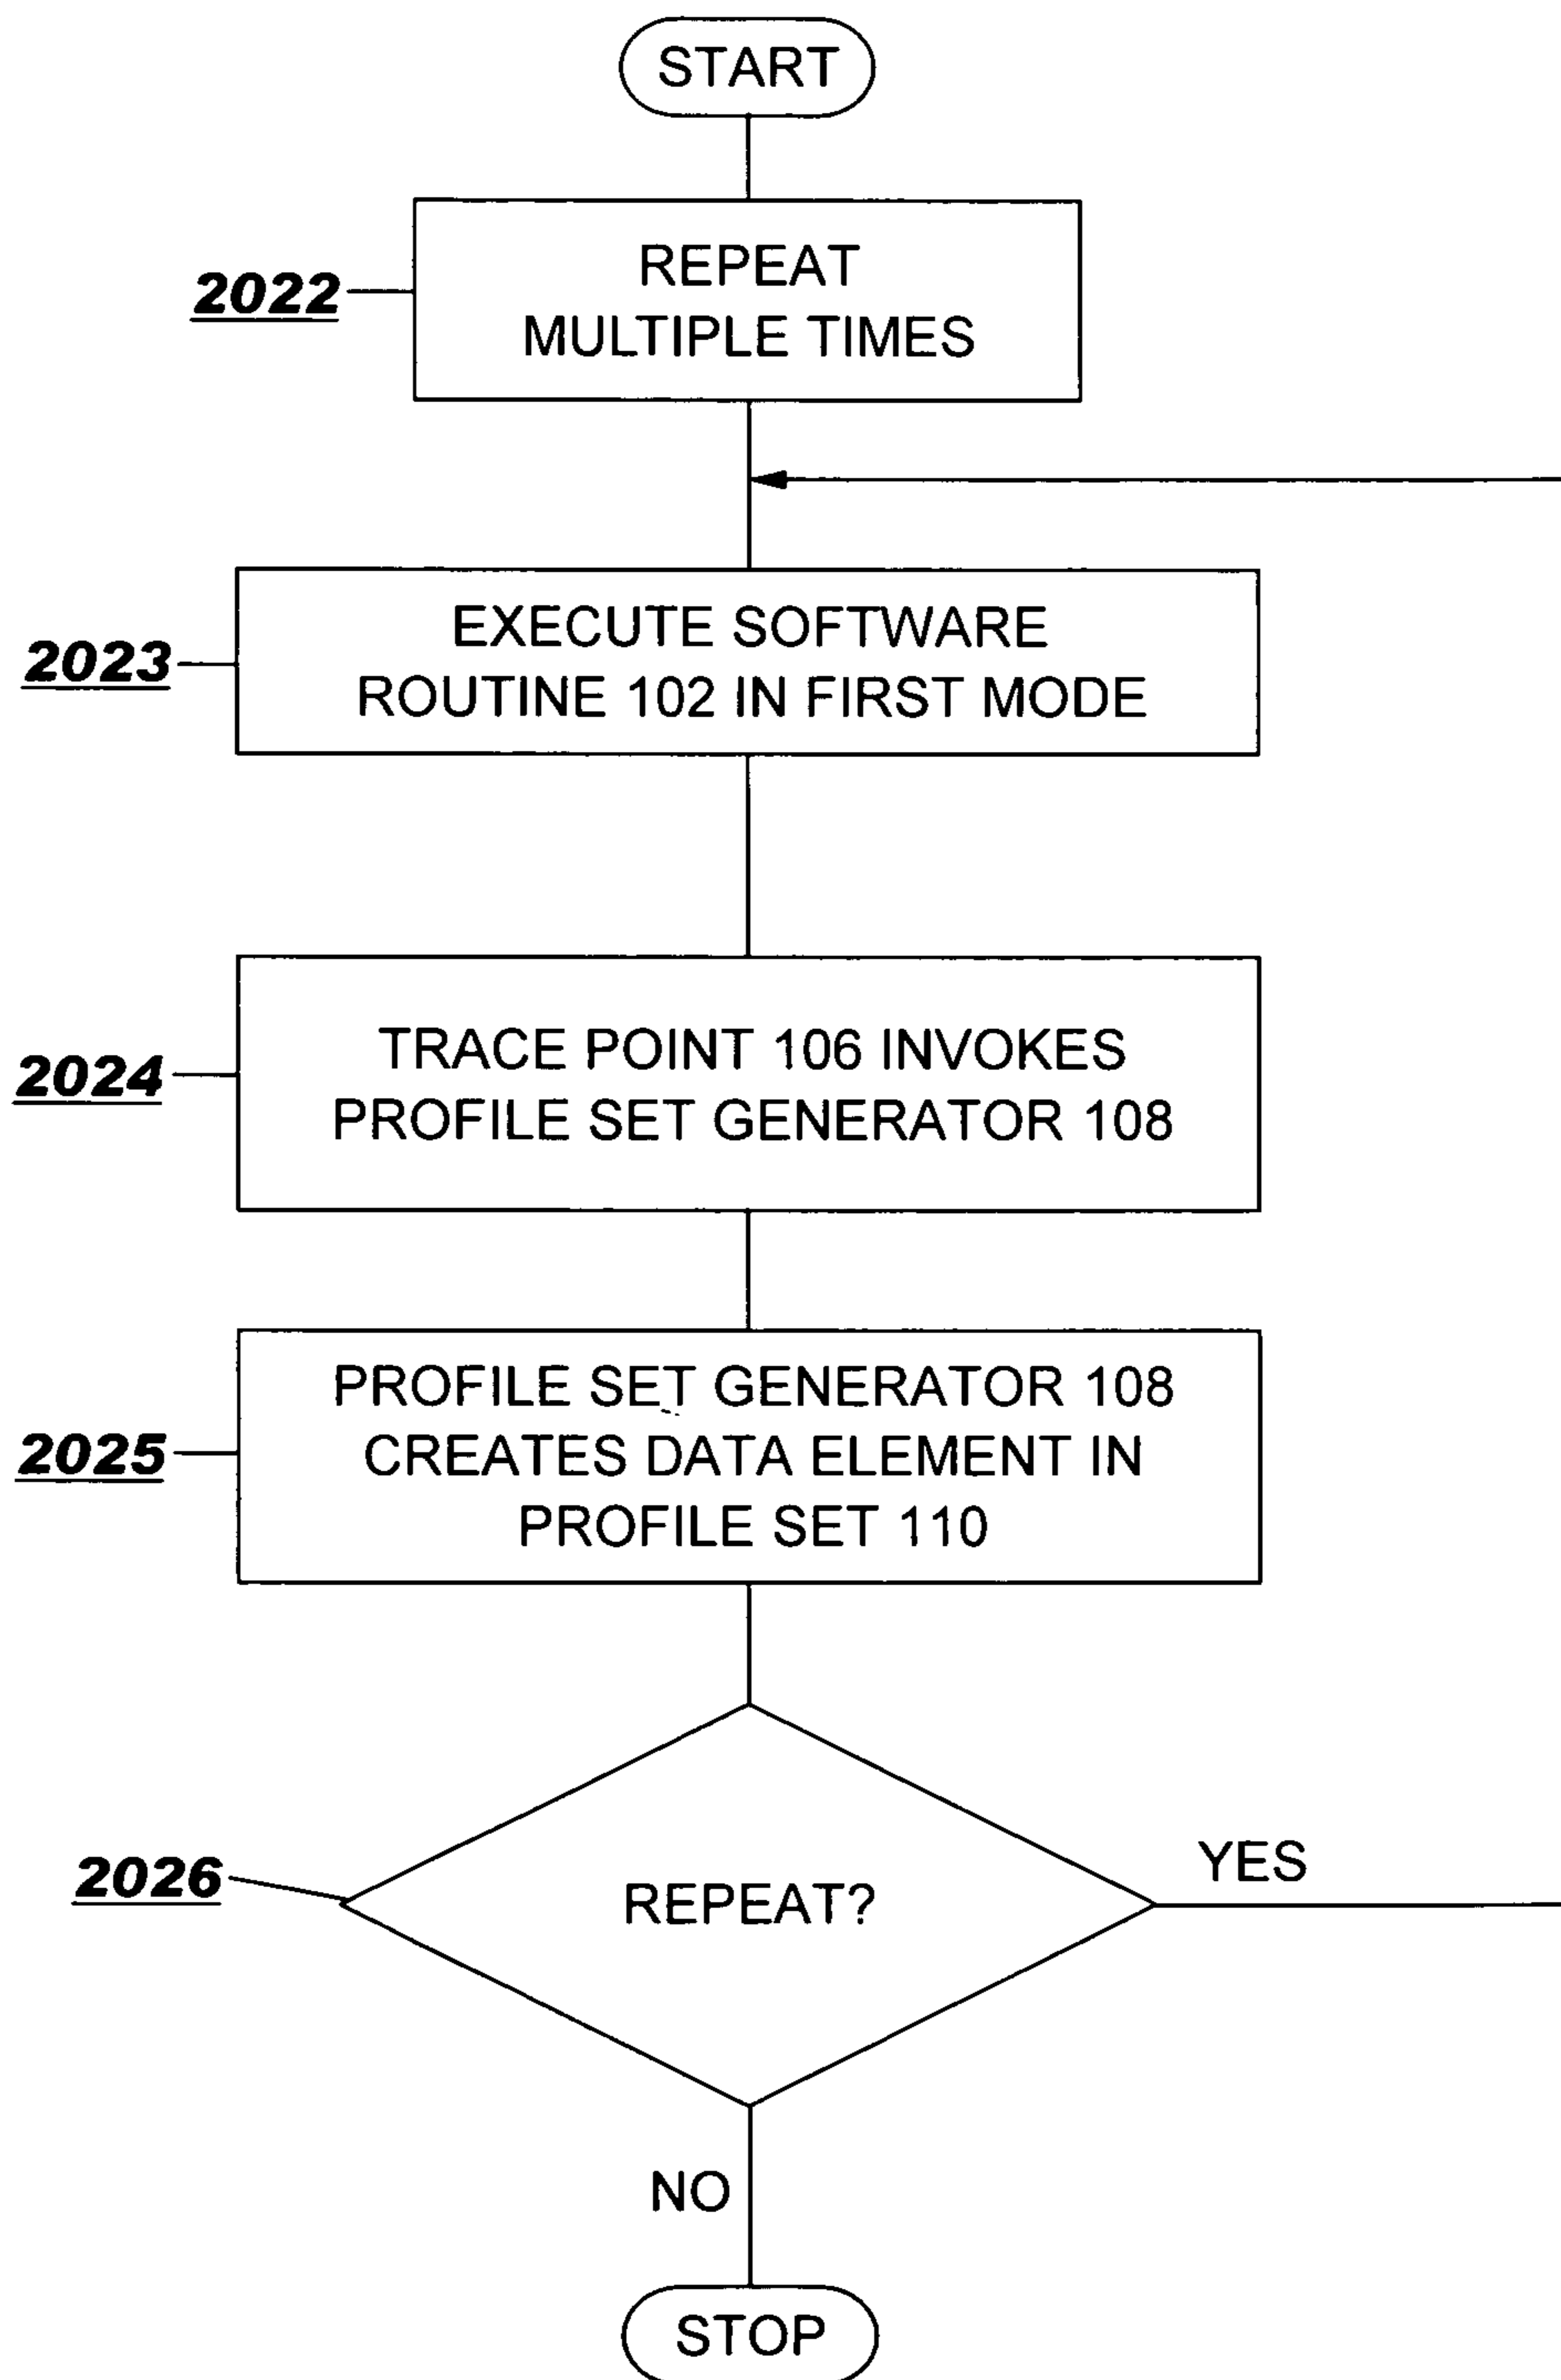 START
2022
REPEAT
MULTIPLE TIMES
2023
EXECUTE SOFTWARE
ROUTINE 102 IN FIRST MODE
2024
TRACE POINT 106 INVOKES
PROFILE SET GENERATOR 108
2025
PROFILE SET GENERATOR 108
CREATES DATA ELEMENT IN
PROFILE SET 110
2026
REPEAT?
YES
NO
STOP